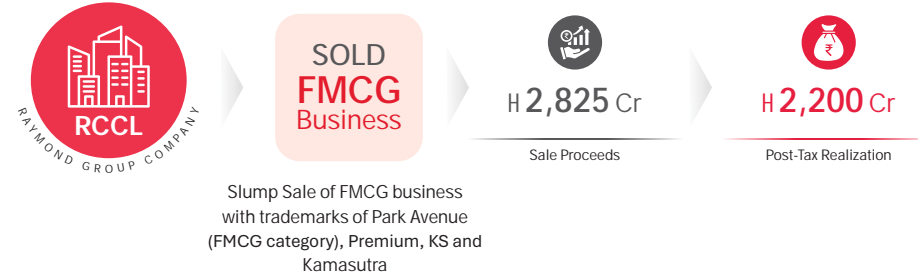 RCCL
RAYMOND GROUP COMPANY
SOLD
FMCG
Business
Slump Sale of FMCG business
with trademarks of Park Avenue
(FMCG category), Premium, KS and
Kamasutra
H 2,825 Cr
Sale Proceeds
₹
H 2,200 Cr
Post-Tax Realization